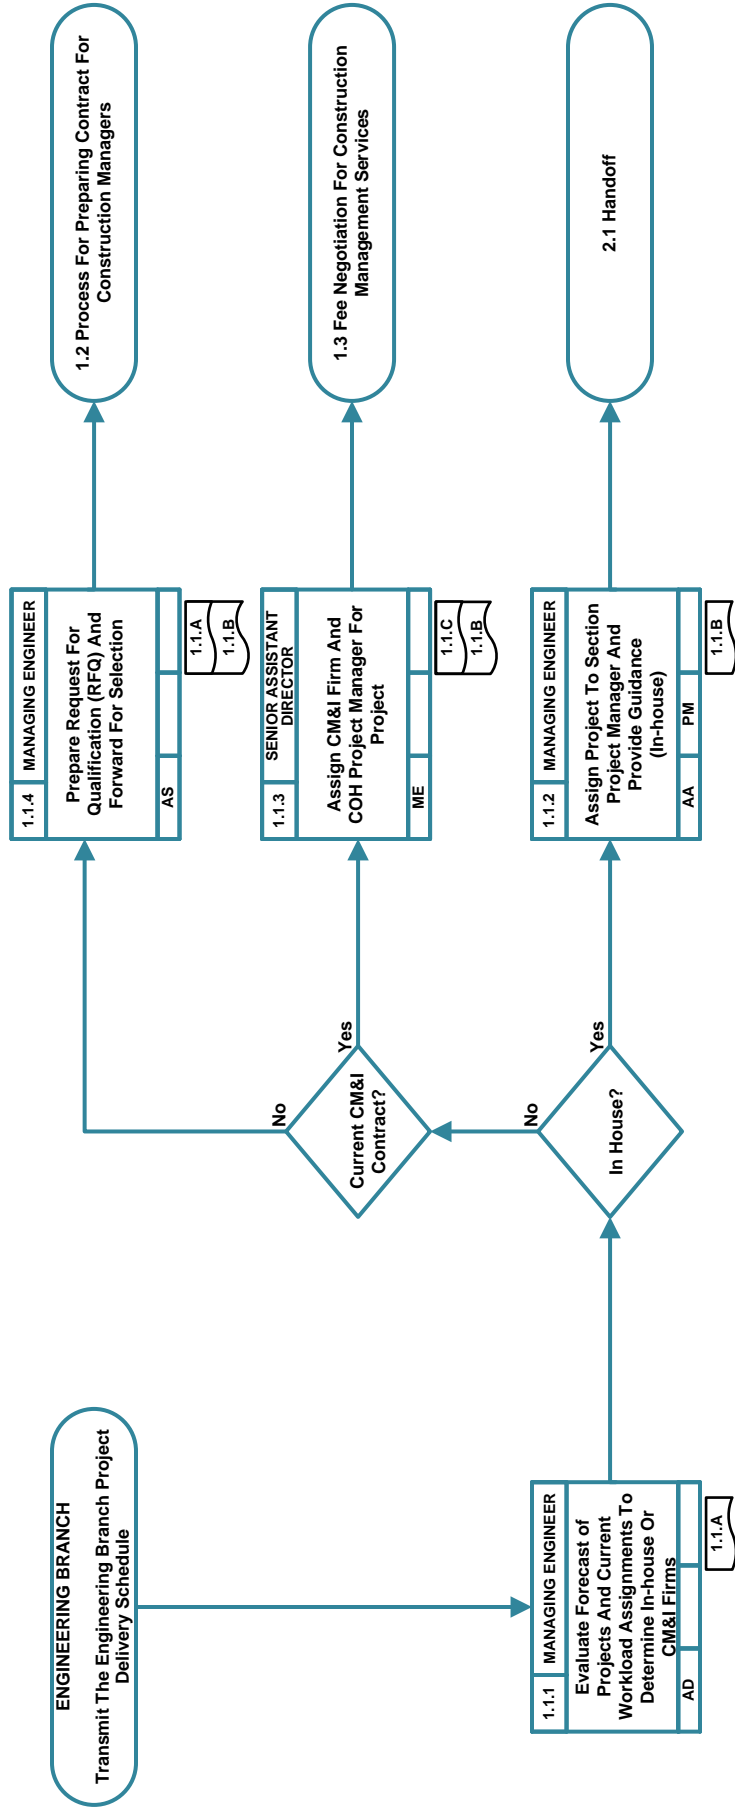 ENGINEERING BRANCH
Transmit The Engineering Branch Project
Delivery Schedule
1.1.1
MANAGING ENGINEER
Evaluate Forecast of
Projects And Current
Workload Assignments To
Determine In-house Or
CM&I Firms
AD
1.1.A
In House?
No
Yes
Current CM&I
Contract?
No
Yes
1.1.4
MANAGING ENGINEER
Prepare Request For
Qualification (RFQ) And
Forward For Selection
AS
1.1.A
1.1.B
1.1.3
SENIOR ASSISTANT
DIRECTOR
Assign CM&I Firm And
COH Project Manager For
Project
ME
1.1.C
1.1.B
1.1.2
MANAGING ENGINEER
Assign Project To Section
Project Manager And
Provide Guidance
(In-house)
AA
PM
1.1.B
1.2 Process For Preparing Contract For
Construction Managers
1.3 Fee Negotiation For Construction
Management Services
2.1 Handoff